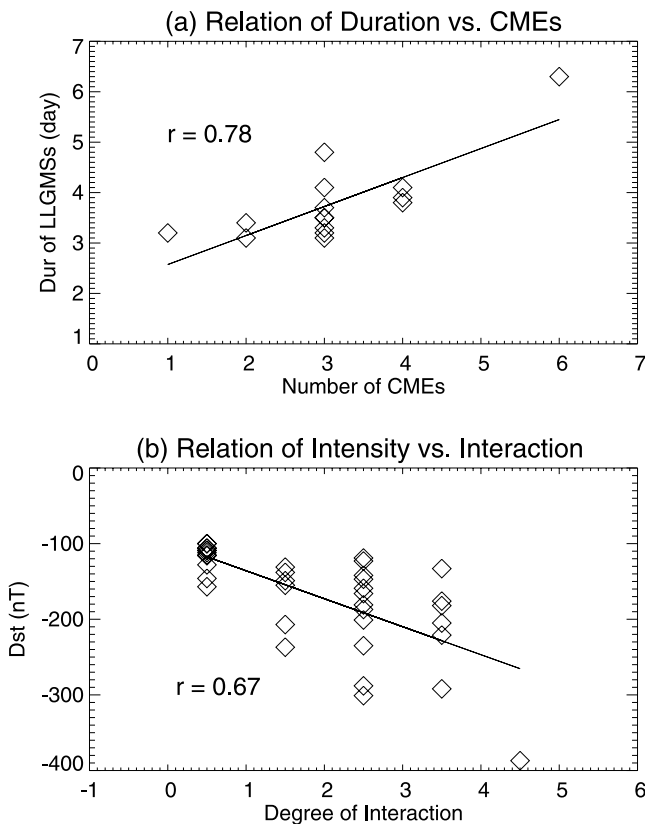 (a) Relation of Duration vs. CMEs
7
6
5
4
3
2
1
Dur of LLGMSs (day)
r = 0.78
0 1 2 3 4 5 6 7
Number of CMEs
(b) Relation of Intensity vs. Interaction
0
-100
-200
-300
-400
Dst (nT)
r = 0.67
-1 0 1 2 3 4 5 6
Degree of Interaction